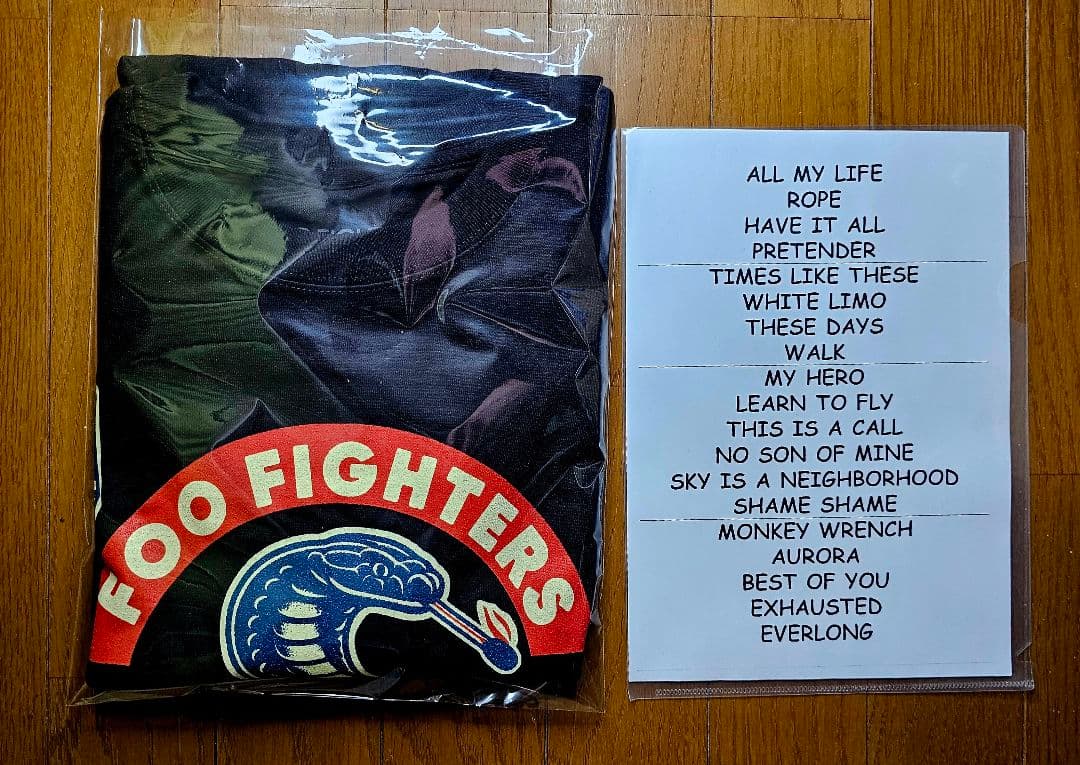 FOO FIGHTERS
ALL MY LIFE
ROPE
HAVE IT ALL
PRETENDER
TIMES LIKE THESE
WHITE LIMO
THESE DAYS
WALK
MY HERO
LEARN TO FLY
THIS IS A CALL
NO SON OF MINE
SKY IS A NEIGHBORHOOD
SHAME SHAME
MONKEY WRENCH
AURORA
BEST OF YOU
EXHAUSTED
EVERLONG